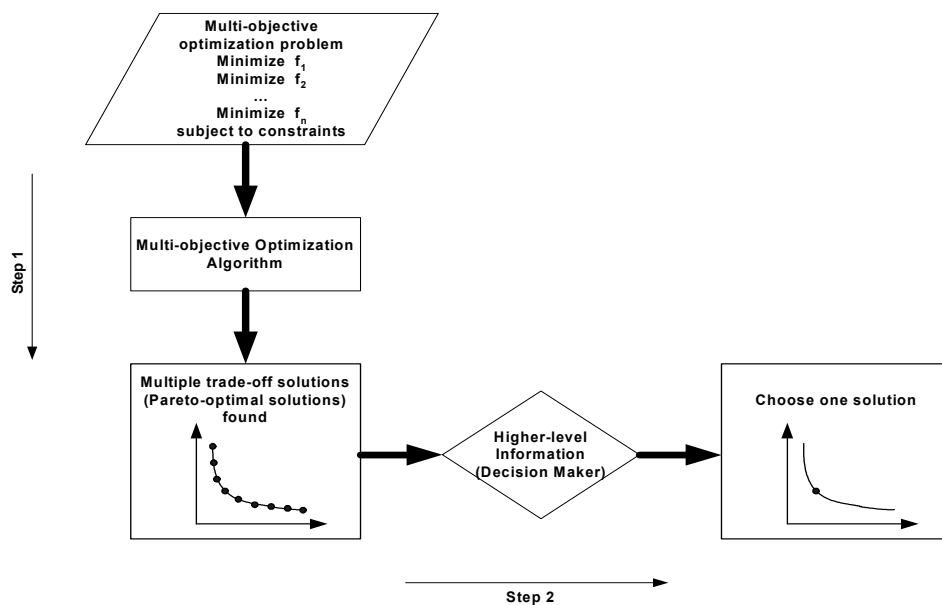 Multi-objective
optimization problem
Minimize f1
Minimize f2
...
Minimize fn
subject to constraints
Step 1
Multi-objective Optimization
Algorithm
Multiple trade-off solutions
(Pareto-optimal solutions)
found
Higher-level
Information
(Decision Maker)
Choose one solution
Step 2